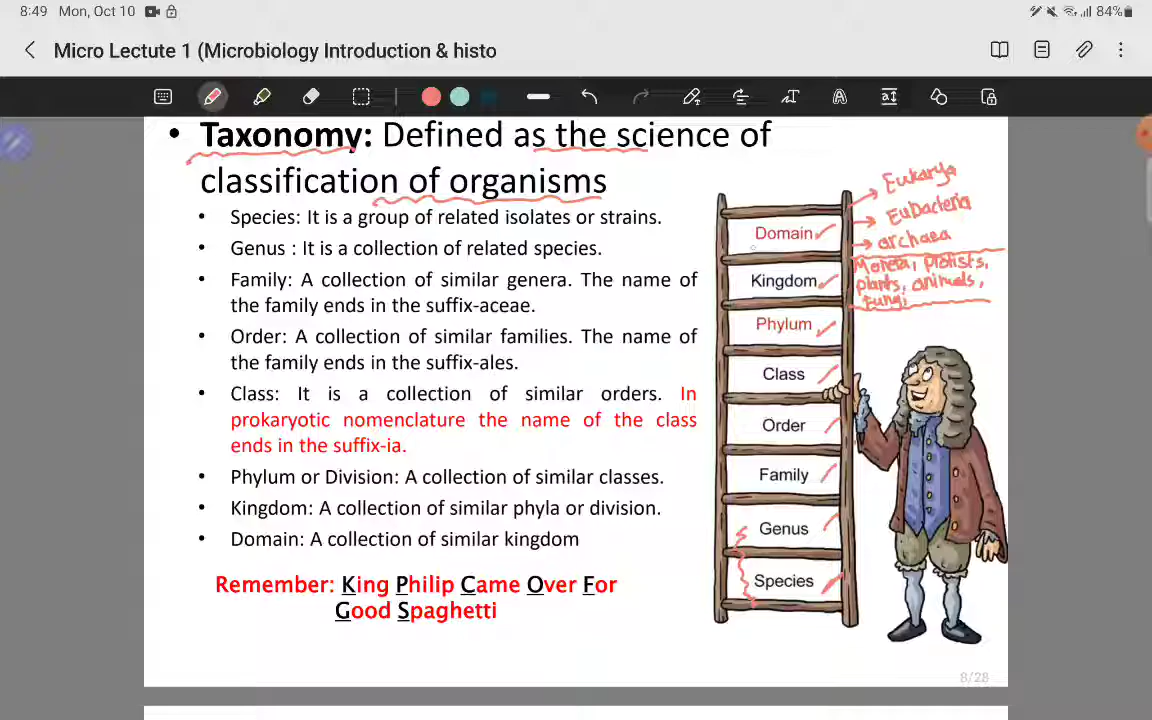 8:49 Mon, Oct 10 84%
Micro Lectute 1 (Microbiology Introduction & histo
• Taxonomy: Defined as the science of
classification of organisms
• Species: It is a group of related isolates or strains.
• Genus : It is a collection of related species.
• Family: A collection of similar genera. The name of
the family ends in the suffix-aceae.
• Order: A collection of similar families. The name of
the family ends in the suffix-ales.
• Class: It is a collection of similar orders. In
prokaryotic nomenclature the name of the class
ends in the suffix-ia.
• Phylum or Division: A collection of similar classes.
• Kingdom: A collection of similar phyla or division.
• Domain: A collection of similar kingdom
Remember: King Philip Came Over For
Good Spaghetti
Domain
Kingdom
Phylum
Class
Order
Family
Genus
Species
Eukarya
Eubacteria
archaea
protists,
plants, animals,
Fungi
8/28